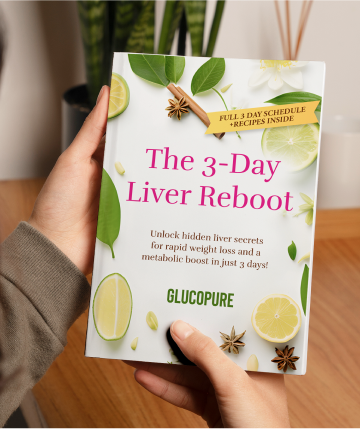 FULL 3 DAY SCHEDULE
+RECIPES INSIDE
The 3-Day
Liver Reboot
Unlock hidden liver secrets
for rapid weight loss and a
metabolic boost in just 3 days!
GLUCOPURE